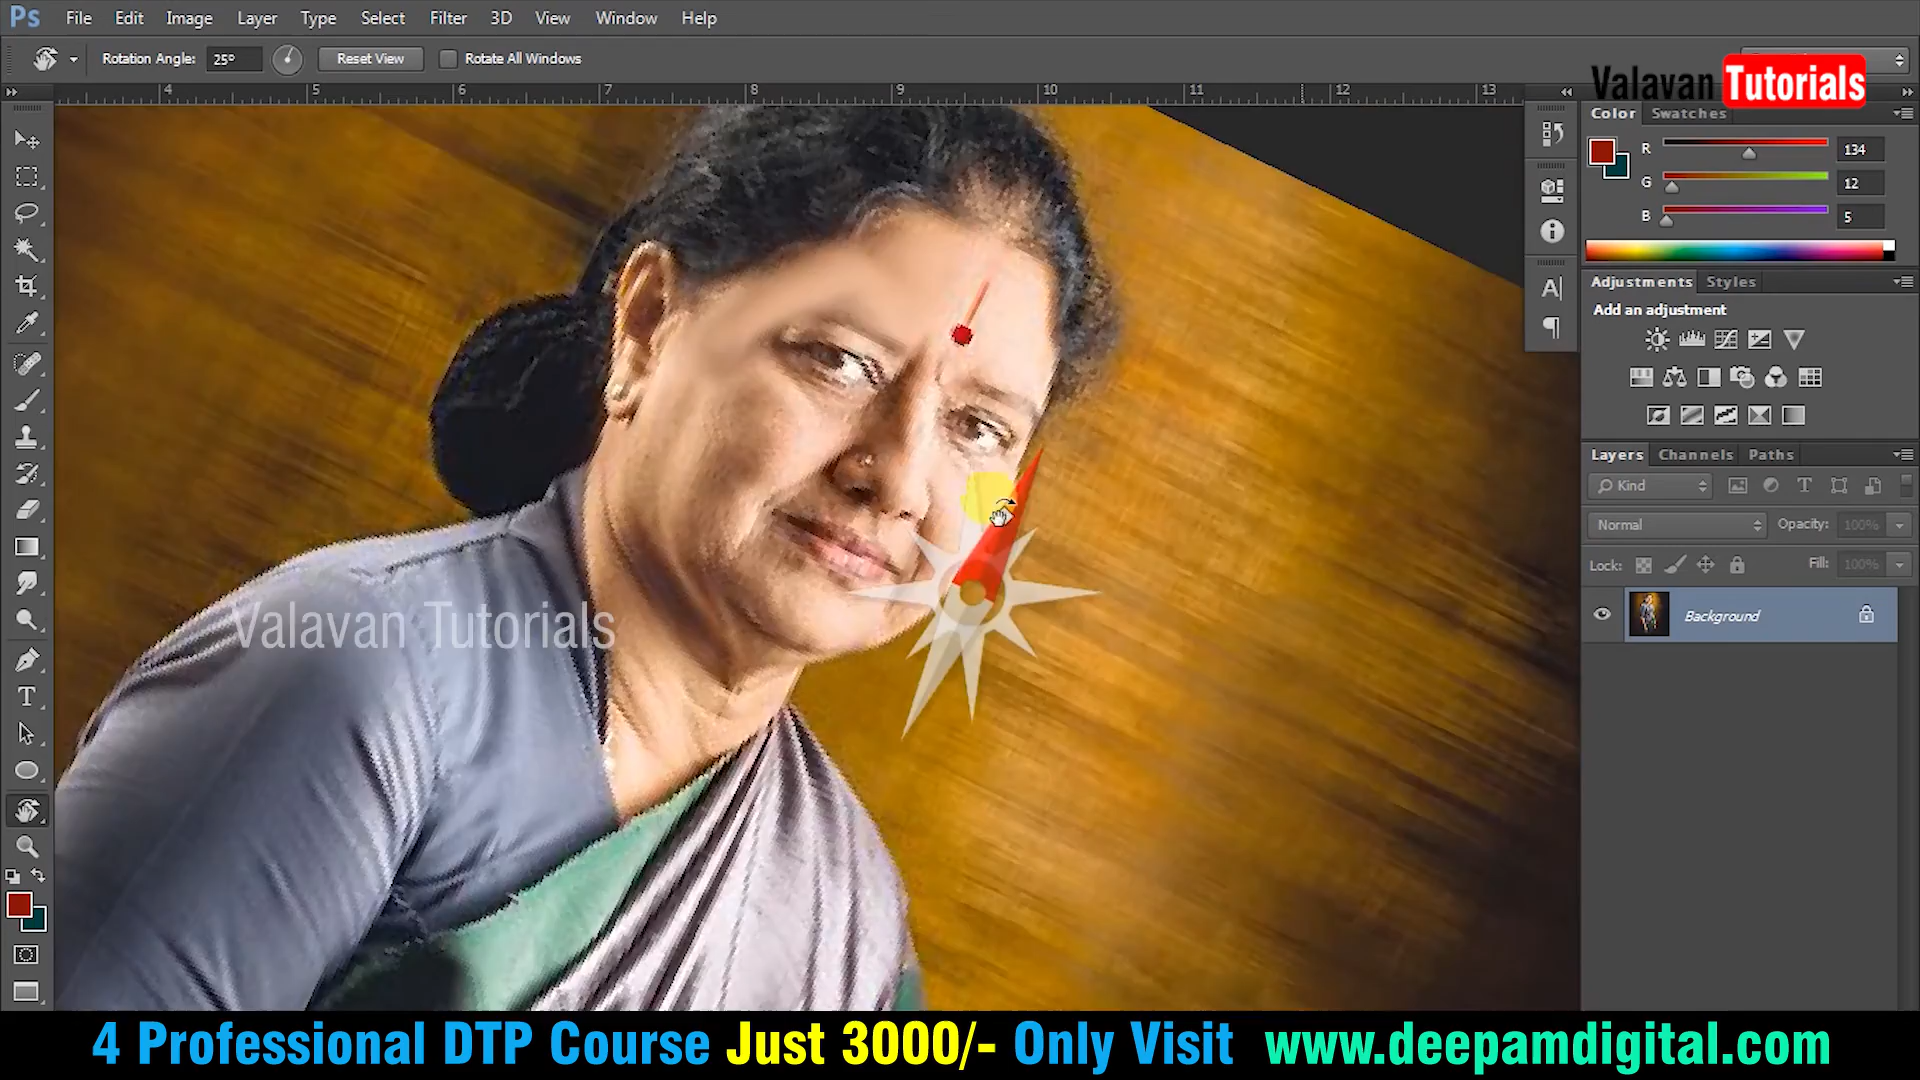 Ps File Edit Image Layer Type Select Filter 3D View Window Help
Rotation Angle: 25° Reset View Rotate All Windows
Valavan Tutorials
4 5 6 7 8 9 10 11 12 13
Color Swatches
R 134
G 12
B 5
Adjustments Styles
Add an adjustment
Layers Channels Paths
Kind
Normal Opacity: 100%
Lock: Fill: 100%
Background
Valavan Tutorials
4 Professional DTP Course Just 3000/- Only Visit www.deepamdigital.com